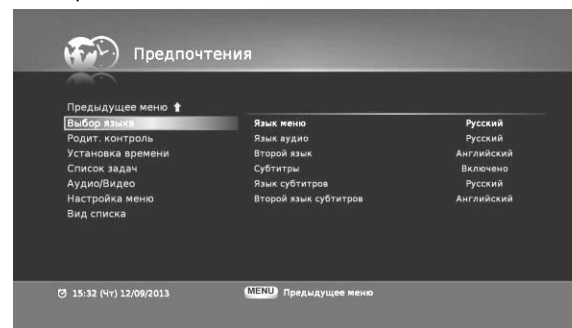 Предпочтения
Предыдущее меню ⬆
Выбор языка
Родит. контроль
Установка времени
Список задач
Аудио/Видео
Настройка меню
Вид списка
Язык меню Русский
Язык аудио Русский
Второй язык Английский
Субтитры Включено
Язык субтитров Русский
Второй язык субтитров Английский
15:32 (Чт) 12/09/2013
MENU Предыдущее меню